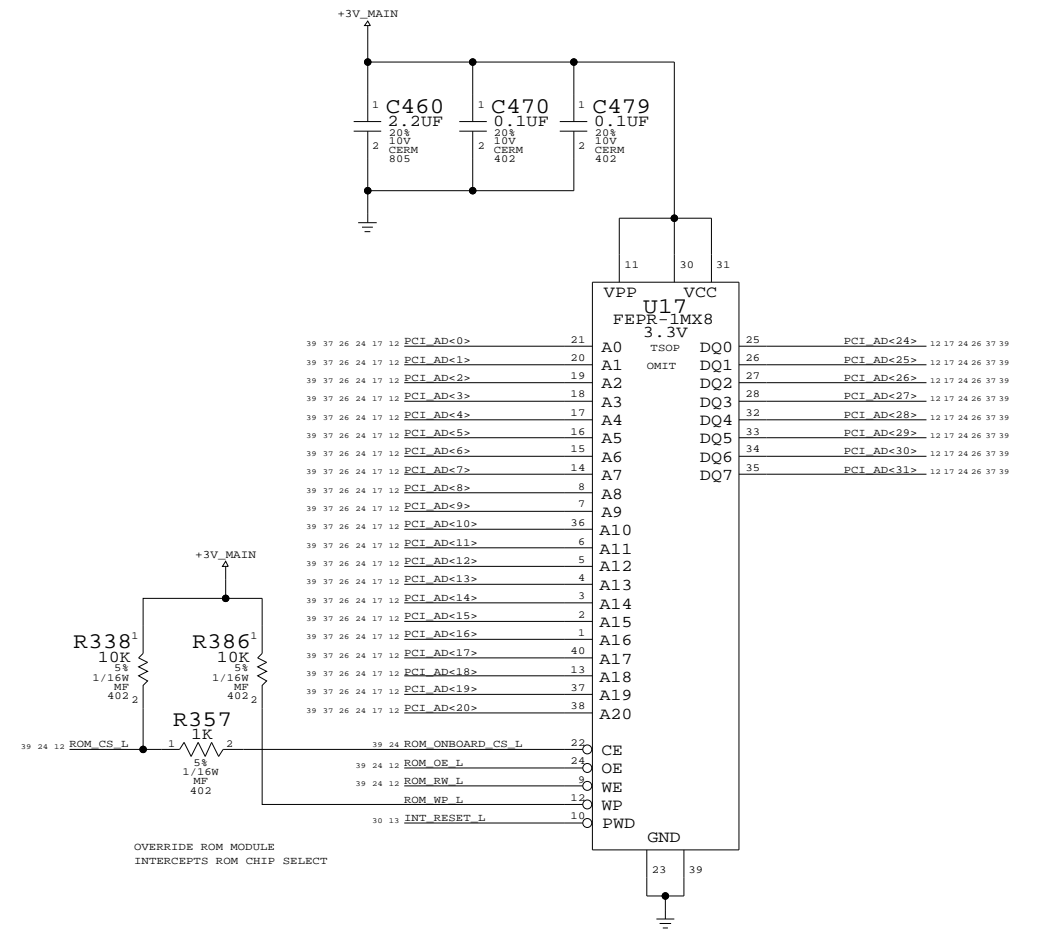 +3V_MAIN
1 C460
2.2UF
20%
10V
CERM
805
2
1 C470
0.1UF
20%
10V
CERM
402
2
1 C479
0.1UF
20%
10V
CERM
402
2
11 30 31
VPP VCC
U17
FEPR-1MX8
3.3V
TSOP
OMIT
39 37 26 24 17 12 PCI_AD<0> 21 A0 DQ0 25 PCI_AD<24> 12 17 24 26 37 39
39 37 26 24 17 12 PCI_AD<1> 20 A1 DQ1 26 PCI_AD<25> 12 17 24 26 37 39
39 37 26 24 17 12 PCI_AD<2> 19 A2 DQ2 27 PCI_AD<26> 12 17 24 26 37 39
39 37 26 24 17 12 PCI_AD<3> 18 A3 DQ3 28 PCI_AD<27> 12 17 24 26 37 39
39 37 26 24 17 12 PCI_AD<4> 17 A4 DQ4 32 PCI_AD<28> 12 17 24 26 37 39
39 37 26 24 17 12 PCI_AD<5> 16 A5 DQ5 33 PCI_AD<29> 12 17 24 26 37 39
39 37 26 24 17 12 PCI_AD<6> 15 A6 DQ6 34 PCI_AD<30> 12 17 24 26 37 39
39 37 26 24 17 12 PCI_AD<7> 14 A7 DQ7 35 PCI_AD<31> 12 17 24 26 37 39
39 37 26 24 17 12 PCI_AD<8> 8 A8
39 37 26 24 17 12 PCI_AD<9> 7 A9
39 37 26 24 17 12 PCI_AD<10> 36 A10
39 37 26 24 17 12 PCI_AD<11> 6 A11
39 37 26 24 17 12 PCI_AD<12> 5 A12
39 37 26 24 17 12 PCI_AD<13> 4 A13
39 37 26 24 17 12 PCI_AD<14> 3 A14
39 37 26 24 17 12 PCI_AD<15> 2 A15
39 37 26 24 17 12 PCI_AD<16> 1 A16
39 37 26 24 17 12 PCI_AD<17> 40 A17
39 37 26 24 17 12 PCI_AD<18> 13 A18
39 37 26 24 17 12 PCI_AD<19> 37 A19
39 37 26 24 17 12 PCI_AD<20> 38 A20
+3V_MAIN
R338 1
10K
5%
1/16W
MF
402 2
R386 1
10K
5%
1/16W
MF
402 2
R357
1K
39 24 12 ROM_CS_L 1 2
5%
1/16W
MF
402
39 24 ROM_ONBOARD_CS_L 22 CE
39 24 12 ROM_OE_L 24 OE
39 24 12 ROM_RW_L 9 WE
ROM_WP_L 12 WP
30 13 INT_RESET_L 10 PWD
GND
23 39
OVERRIDE ROM MODULE
INTERCEPTS ROM CHIP SELECT